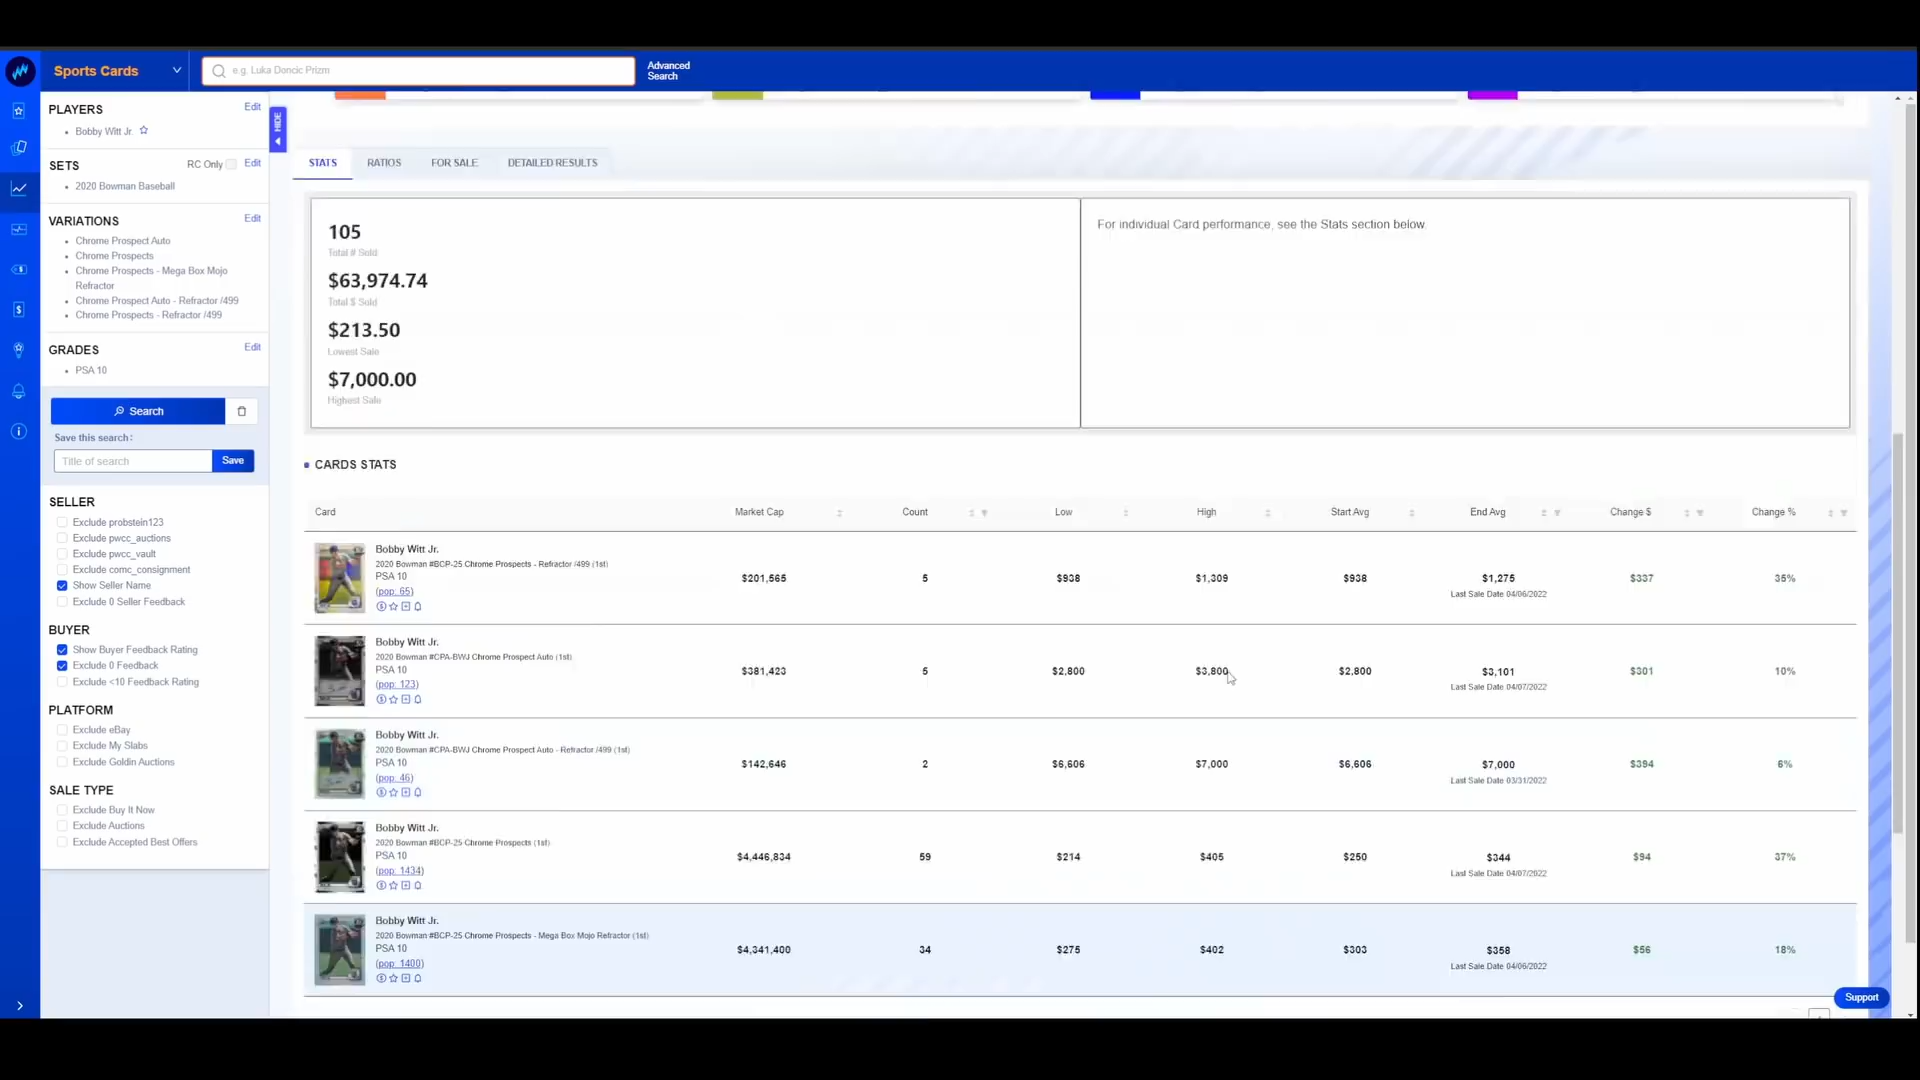 Sports Cards
e.g. Luka Doncic Prizm
Advanced
Search
PLAYERS
Edit
Bobby Witt Jr.
SETS
RC Only
Edit
2020 Bowman Baseball
VARIATIONS
Edit
Chrome Prospect Auto
Chrome Prospects
Chrome Prospects - Mega Box Mojo
Refractor
Chrome Prospect Auto - Refractor /499
Chrome Prospects - Refractor /499
GRADES
Edit
PSA 10
Search
Save this search:
Title of search
Save
SELLER
Exclude probstein123
Exclude pwcc_auctions
Exclude pwcc_vault
Exclude comc_consignment
Show Seller Name
Exclude 0 Seller Feedback
BUYER
Show Buyer Feedback Rating
Exclude 0 Feedback
Exclude <10 Feedback Rating
PLATFORM
Exclude eBay
Exclude My Slabs
Exclude Goldin Auctions
SALE TYPE
Exclude Buy It Now
Exclude Auctions
Exclude Accepted Best Offers
HIDE
STATS RATIOS FOR SALE DETAILED RESULTS
105
Total # Sold
$63,974.74
Total $ Sold
$213.50
Lowest Sale
$7,000.00
Highest Sale
For individual Card performance, see the Stats section below.
CARDS STATS
Card Market Cap Count Low High Start Avg End Avg Change $ Change %
Bobby Witt Jr.
2020 Bowman #BCP-25 Chrome Prospects - Refractor /499 (1st)
PSA 10
(pop: 65)
$201,565 5 $938 $1,309 $938 $1,275 $337 35%
Last Sale Date 04/06/2022
Bobby Witt Jr.
2020 Bowman #CPA-BWJ Chrome Prospect Auto (1st)
PSA 10
(pop: 123)
$381,423 5 $2,800 $3,800 $2,800 $3,101 $301 10%
Last Sale Date 04/07/2022
Bobby Witt Jr.
2020 Bowman #CPA-BWJ Chrome Prospect Auto - Refractor /499 (1st)
PSA 10
(pop: 46)
$142,646 2 $6,606 $7,000 $6,606 $7,000 $394 6%
Last Sale Date 03/31/2022
Bobby Witt Jr.
2020 Bowman #BCP-25 Chrome Prospects (1st)
PSA 10
(pop: 1434)
$4,446,834 59 $214 $405 $250 $344 $94 37%
Last Sale Date 04/07/2022
Bobby Witt Jr.
2020 Bowman #BCP-25 Chrome Prospects - Mega Box Mojo Refractor (1st)
PSA 10
(pop: 1400)
$4,341,400 34 $275 $402 $303 $358 $56 18%
Last Sale Date 04/06/2022
Support